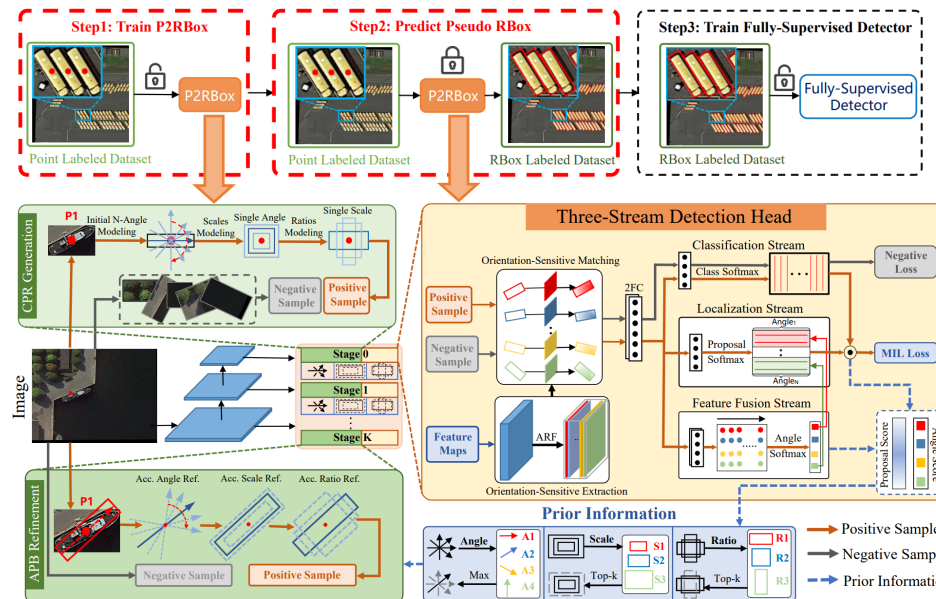 Step1: Train P2RBox
P2RBox
Point Labeled Dataset
Step2: Predict Pseudo RBox
P2RBox
Point Labeled Dataset
RBox Labeled Dataset
Step3: Train Fully-Supervised Detector
Fully-Supervised
Detector
RBox Labeled Dataset
CPR Generation
P1
Initial N-Angle
Modeling
Scales
Modeling
Single Angle
Ratios
Modeling
Single Scale
Negative
Sample
Positive
Sample
Image
Stage 0
Stage 1
Stage K
APB Refinement
P1
Acc. Angle Ref.
Acc. Scale Ref.
Acc. Ratio Ref.
Negative Sample
Positive Sample
Three-Stream Detection Head
Orientation-Sensitive Matching
Positive
Sample
Negative
Sample
Feature
Maps
ARF
Orientation-Sensitive Extraction
2FC
Classification Stream
Class Softmax
Negative
Loss
Localization Stream
Proposal
Softmax
Angle₁
Angle_N
MIL Loss
Feature Fusion Stream
Angle
Softmax
Proposal Score
Angle Score
Prior Information
Angle
Max
A1
A2
A3
A4
Scale
Top-k
S1
S2
S3
Ratio
Top-k
R1
R2
R3
Positive Sample
Negative Sampl
Prior Informatio